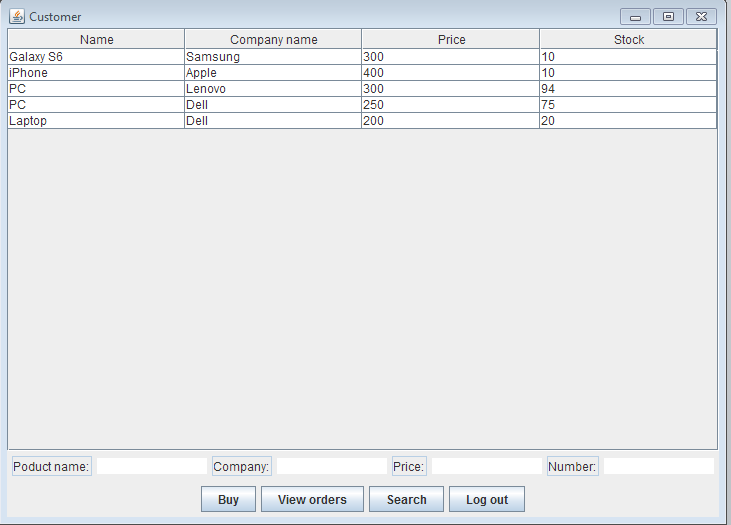 Customer
Name Company name Price Stock
Galaxy S6 Samsung 300 10
iPhone Apple 400 10
PC Lenovo 300 94
PC Dell 250 75
Laptop Dell 200 20
Poduct name: Company: Price: Number:
Buy View orders Search Log out